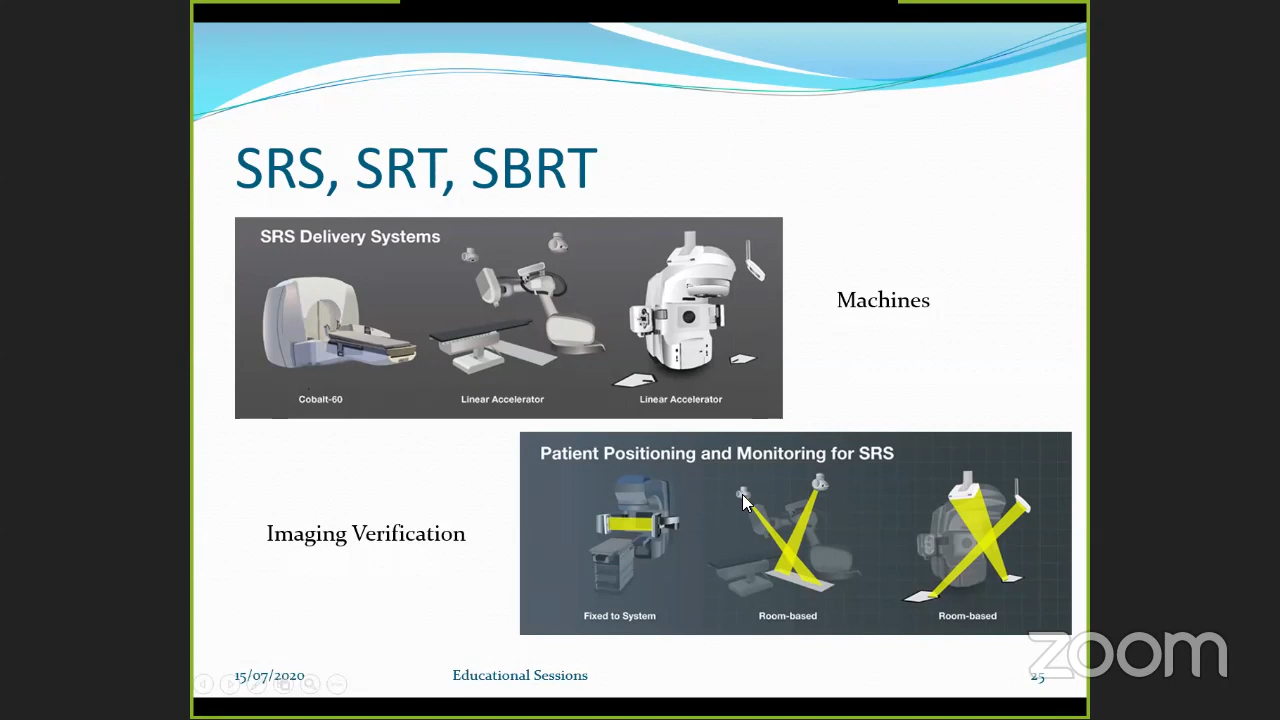 SRS, SRT, SBRT
SRS Delivery Systems
Cobalt-60
Linear Accelerator
Linear Accelerator
Machines
Patient Positioning and Monitoring for SRS
Fixed to System
Room-based
Room-based
Imaging Verification
15/07/2020
Educational Sessions
25
zoom